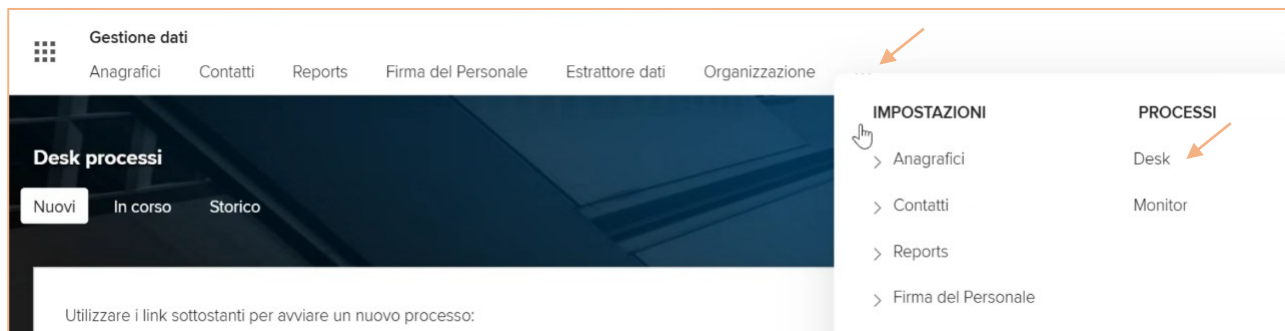 Gestione dati
Anagrafici Contatti Reports Firma del Personale Estrattore dati Organizzazione ...
IMPOSTAZIONI PROCESSI
Desk processi
Anagrafici Desk
Nuovi In corso Storico
Contatti Monitor
Reports
Firma del Personale
Utilizzare i link sottostanti per avviare un nuovo processo: